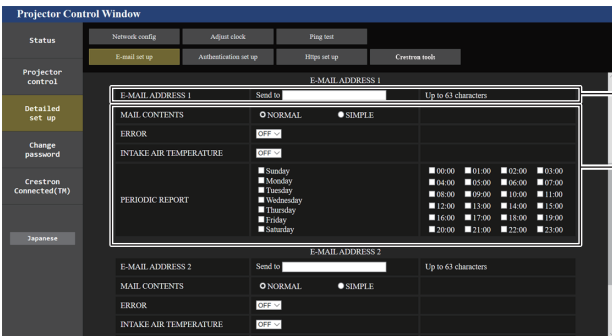 Projector Control Window
Status
Projector
control
Detailed
set up
Change
password
Crestron
Connected(TM)
Japanese
Network config Adjust clock Ping test
E-mail set up Authentication set up Https set up Crestron tools
E-MAIL ADDRESS 1
E-MAIL ADDRESS 1 Send to Up to 63 characters
MAIL CONTENTS NORMAL SIMPLE
ERROR OFF
INTAKE AIR TEMPERATURE OFF
PERIODIC REPORT
Sunday
Monday
Tuesday
Wednesday
Thursday
Friday
Saturday
00:00 01:00 02:00 03:00
04:00 05:00 06:00 07:00
08:00 09:00 10:00 11:00
12:00 13:00 14:00 15:00
16:00 17:00 18:00 19:00
20:00 21:00 22:00 23:00
E-MAIL ADDRESS 2
E-MAIL ADDRESS 2 Send to Up to 63 characters
MAIL CONTENTS NORMAL SIMPLE
ERROR OFF
INTAKE AIR TEMPERATURE OFF